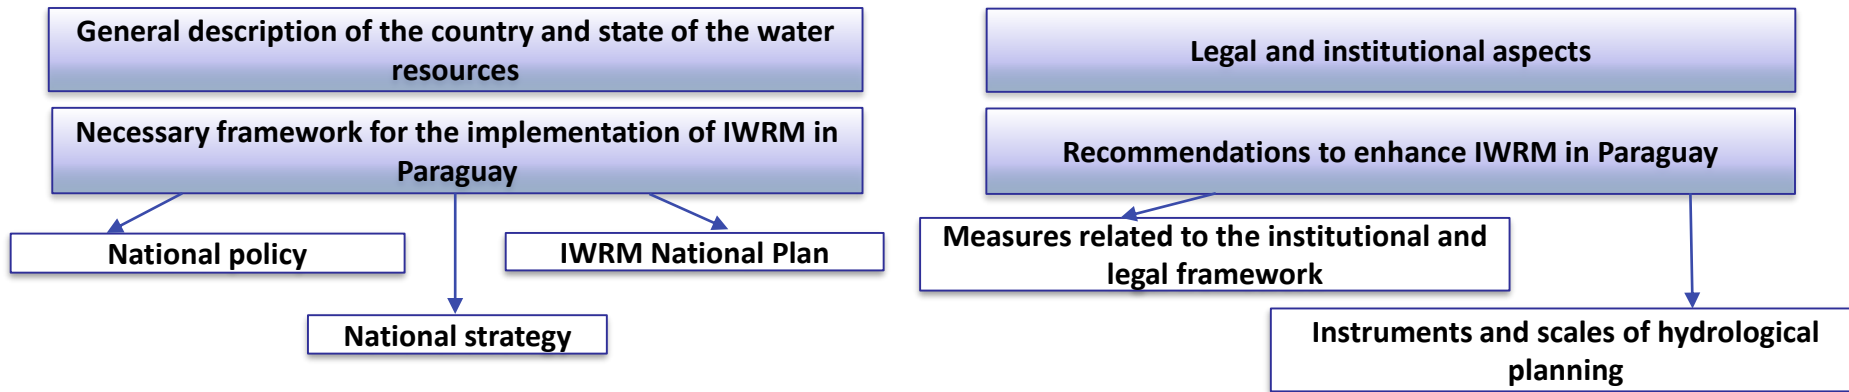 General description of the country and state of the water
resources
Necessary framework for the implementation of IWRM in
Paraguay
National policy
IWRM National Plan
National strategy
Legal and institutional aspects
Recommendations to enhance IWRM in Paraguay
Measures related to the institutional and
legal framework
Instruments and scales of hydrological
planning